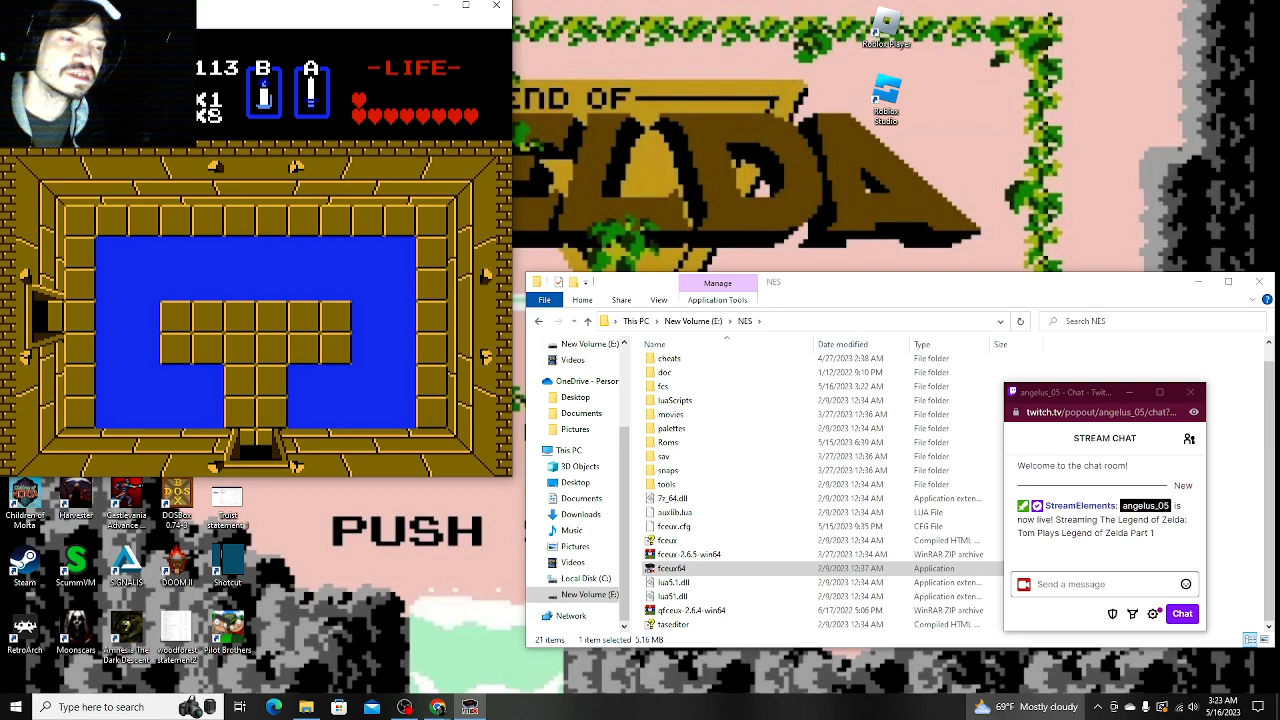 113 B A -LIFE-
X1
X8
END OF
Roblox Player
Roblox Studio
Manage
NES
File Home Share View Application Tools
This PC > New Volume (E:) > NES >
Search NES
Name Date modified Type Size
New Volume (E:)
Videos
OneDrive - Person
Desktop
Documents
Pictures
This PC
3D Objects
Desktop
Documents
Downloads
Music
Pictures
Videos
Local Disk (C:)
New Volume (E:)
Network
cheats 4/27/2023 2:38 AM File folder
doc 1/12/2022 9:10 PM File folder
fcs 5/16/2023 3:22 AM File folder
luaScripts 2/9/2023 12:34 AM File folder
movies 3/27/2023 12:36 AM File folder
palettes 2/9/2023 12:34 AM File folder
Roms 5/15/2023 6:39 AM File folder
sav 3/27/2023 12:36 AM File folder
snaps 3/27/2023 12:36 AM File folder
tools 2/9/2023 12:34 AM File folder
7z_64.dll 2/9/2023 12:34 AM Application exten...
auxlib.lua 2/9/2023 12:34 AM LUA File
fceux.cfg 5/15/2023 9:35 PM CFG File
fceux 2/9/2023 12:34 AM Compiled HTML ...
fceux-2.6.5-win64 3/27/2023 12:34 AM WinRAR ZIP archive
fceux64 2/9/2023 12:37 AM Application
lua5.1.dll 2/9/2023 12:34 AM Application exten...
lua51.dll 2/9/2023 12:34 AM Application exten...
qfceux-2.6.4-win64 6/17/2022 5:06 PM WinRAR ZIP archive
taseditor 2/9/2023 12:34 AM Compiled HTML ...
21 items 1 item selected 5.16 MB
angelus_05 - Chat - Twit...
twitch.tv/popout/angelus_05/chat?...
STREAM CHAT
Welcome to the chat room!
New
StreamElements: angelus_05 is
now live! Streaming The Legend of Zelda:
Tom Plays Legend of Zelda Part 1
Send a message
Chat
PUSH
Children of Morta
Harvester
Castlevania Advance ...
DOSBox 0.74-3
Trust statement1
Steam
ScummVM
SIGNALIS
DOOM II
Shotcut
RetroArch
Moonscars
Amnesia The Dark Descent
woodforest statement2
Pilot Brothers
Type here to search
69°F Mostly cloudy
3:23 AM
5/16/2023